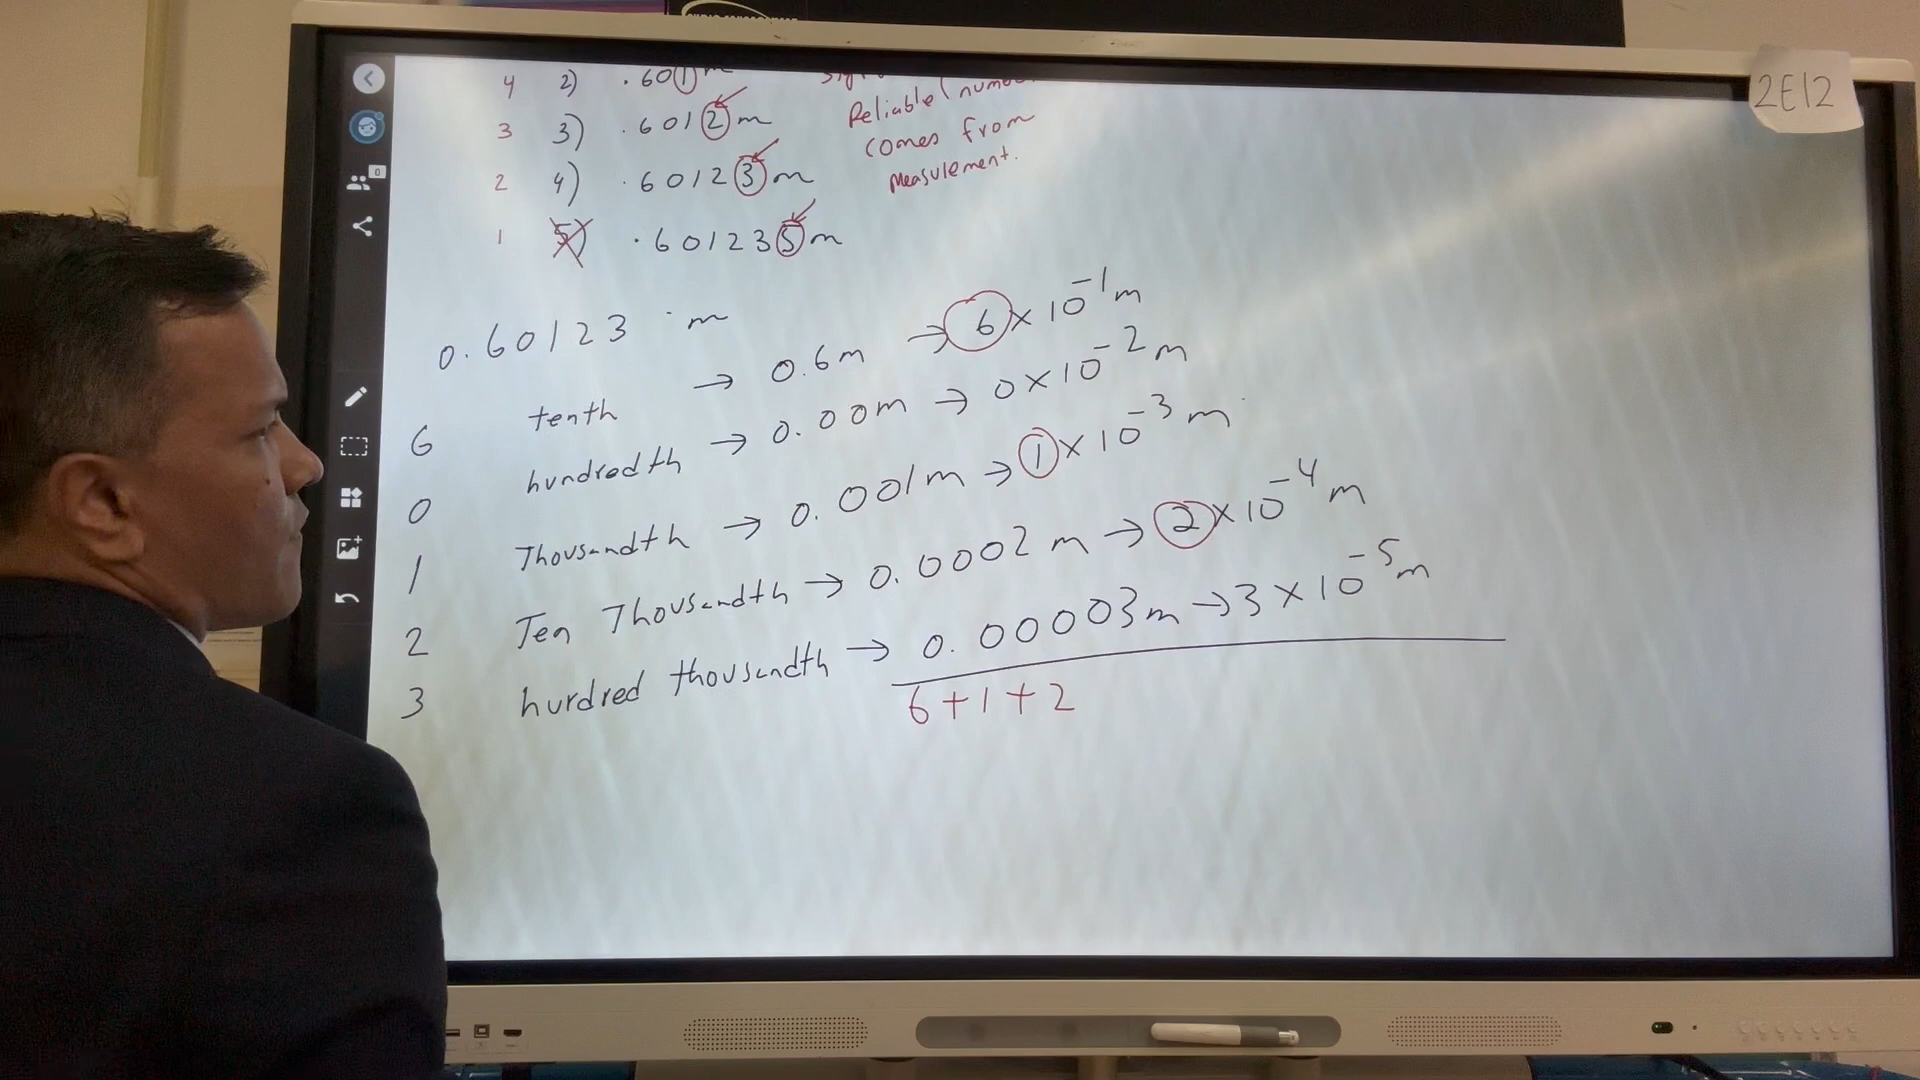 2E12
4 2) .601m
Reliable (number
3 3) .6012m
comes from
2 4) .60123m
Measulement.
1 5) .601235m
0.60123 m
6 tenth → 0.6m → 6×10⁻¹m
0 hundredth → 0.00m → 0×10⁻²m
1 Thousandth → 0.001m → 1×10⁻³m
2 Ten Thousandth → 0.0002m → 2×10⁻⁴m
3 hundred thousandth → 0.00003m → 3×10⁻⁵m
6+1+2